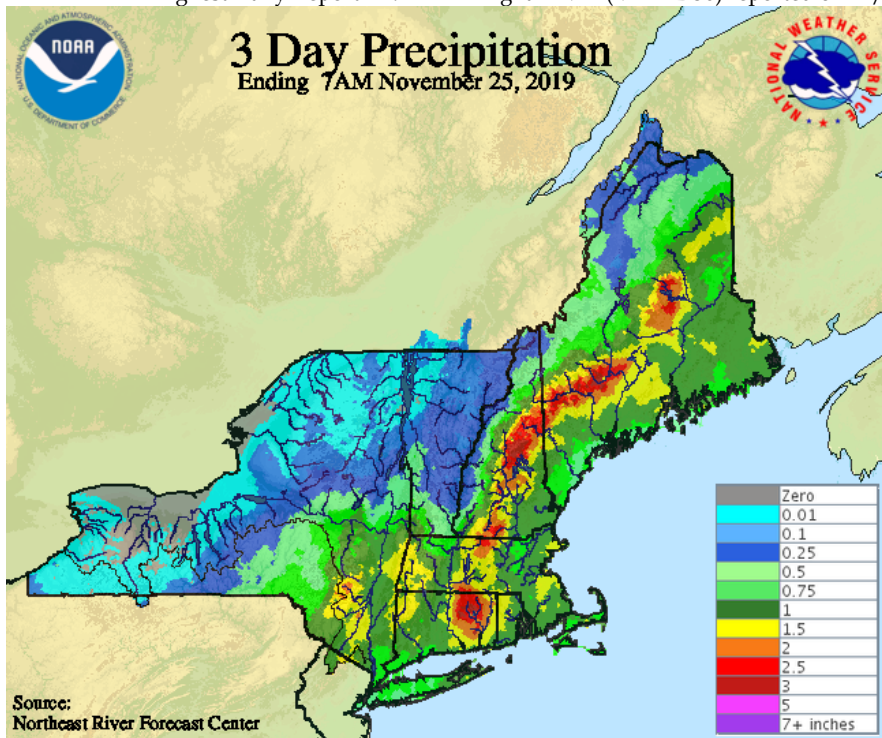 3 Day Precipitation
Ending 7AM November 25, 2019
NOAA
NATIONAL OCEANIC AND ATMOSPHERIC ADMINISTRATION
U.S. DEPARTMENT OF COMMERCE
NATIONAL WEATHER SERVICE
Zero
0.01
0.1
0.25
0.5
0.75
1
1.5
2
2.5
3
5
7+ inches
Source:
Northeast River Forecast Center